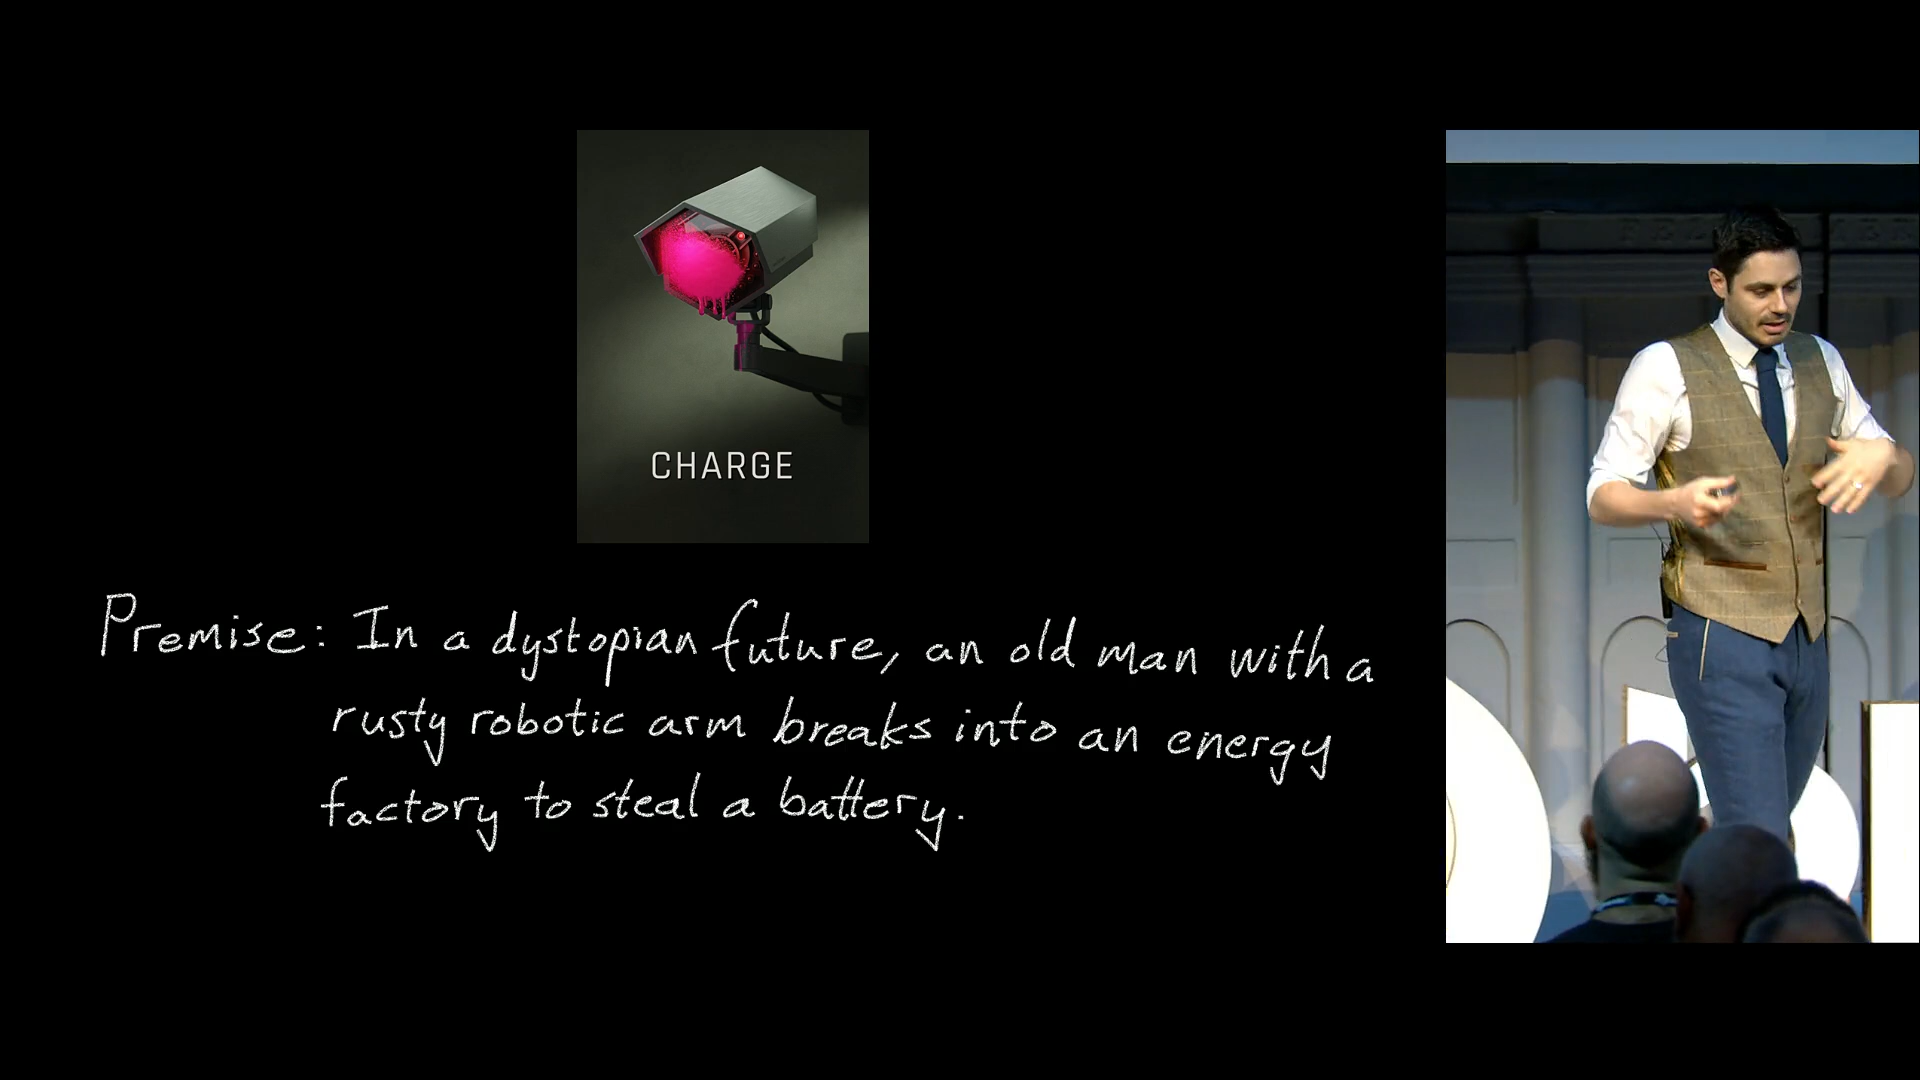 CHARGE
Premise: In a dystopian future, an old man with a
rusty robotic arm breaks into an energy
factory to steal a battery.